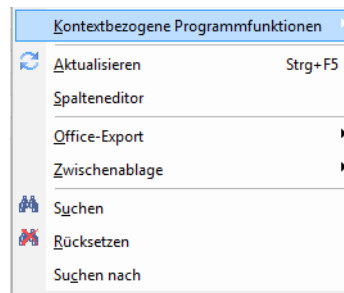 Kontextbezogene Programmfunktionen
Aktualisieren Strg+F5
Spalteneditor
Office-Export
Zwischenablage
Suchen
Rücksetzen
Suchen nach